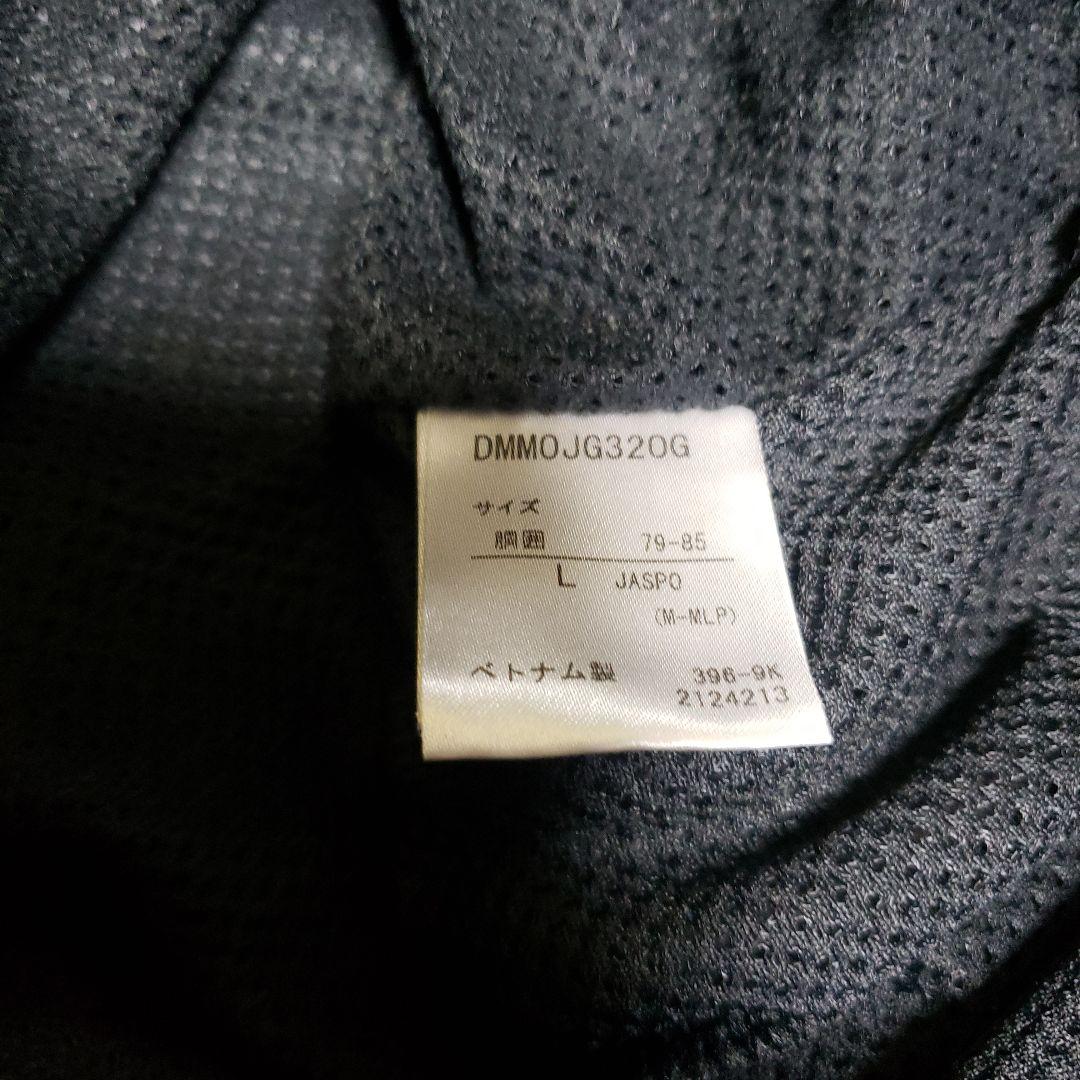 DMMOJG320G
サイズ
胴囲 79-85
L JASPO
(M-MLP)
ベトナム製 396-9K
2124213